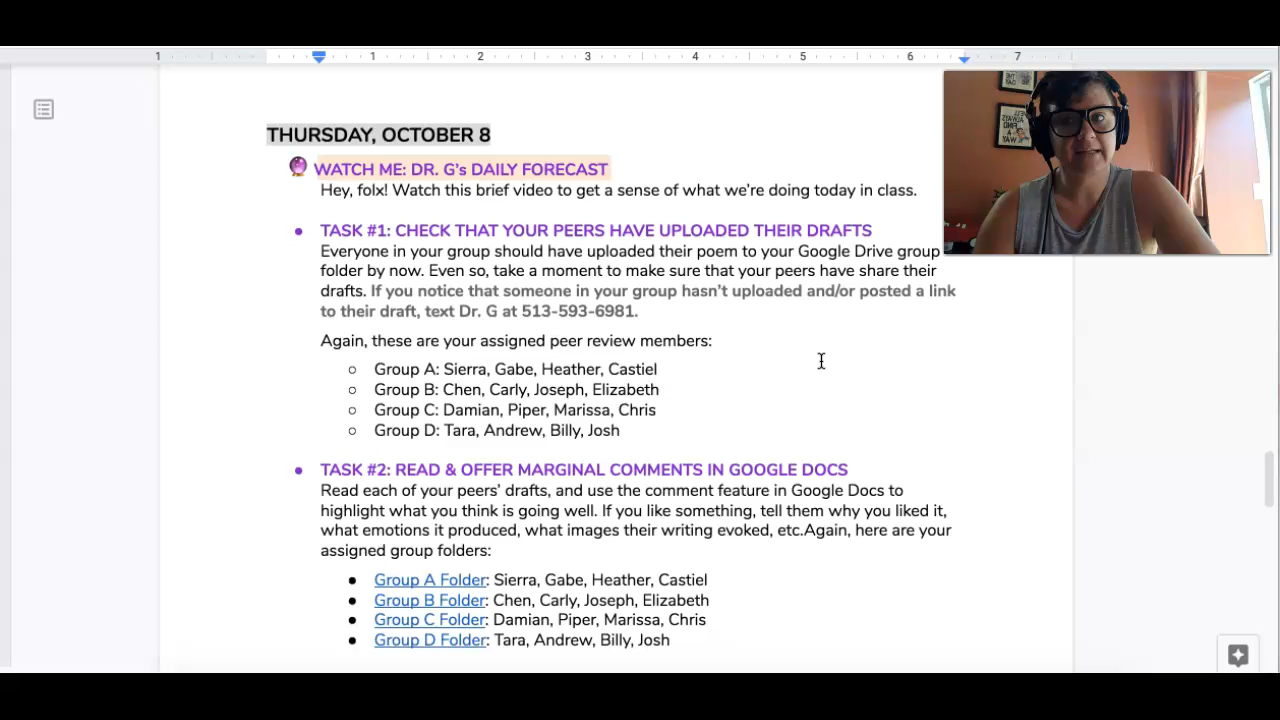 1 1 2 3 4 5 6 7
THURSDAY, OCTOBER 8
WATCH ME: DR. G's DAILY FORECAST
Hey, folx! Watch this brief video to get a sense of what we're doing today in class.
TASK #1: CHECK THAT YOUR PEERS HAVE UPLOADED THEIR DRAFTS
Everyone in your group should have uploaded their poem to your Google Drive group
folder by now. Even so, take a moment to make sure that your peers have share their
drafts. If you notice that someone in your group hasn't uploaded and/or posted a link
to their draft, text Dr. G at 513-593-6981.
Again, these are your assigned peer review members:
Group A: Sierra, Gabe, Heather, Castiel
Group B: Chen, Carly, Joseph, Elizabeth
Group C: Damian, Piper, Marissa, Chris
Group D: Tara, Andrew, Billy, Josh
TASK #2: READ & OFFER MARGINAL COMMENTS IN GOOGLE DOCS
Read each of your peers' drafts, and use the comment feature in Google Docs to
highlight what you think is going well. If you like something, tell them why you liked it,
what emotions it produced, what images their writing evoked, etc.Again, here are your
assigned group folders:
Group A Folder: Sierra, Gabe, Heather, Castiel
Group B Folder: Chen, Carly, Joseph, Elizabeth
Group C Folder: Damian, Piper, Marissa, Chris
Group D Folder: Tara, Andrew, Billy, Josh